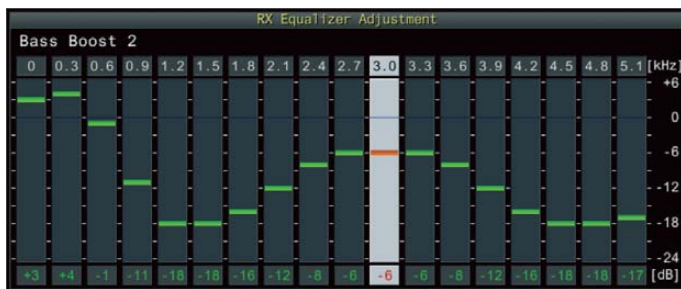 RX Equalizer Adjustment
Bass Boost 2
0 0.3 0.6 0.9 1.2 1.5 1.8 2.1 2.4 2.7 3.0 3.3 3.6 3.9 4.2 4.5 4.8 5.1 [kHz]
+6
0
-6
-12
-18
-24
+3 +4 -1 -11 -18 -18 -16 -12 -8 -6 -6 -6 -8 -12 -16 -18 -18 -17 [dB]